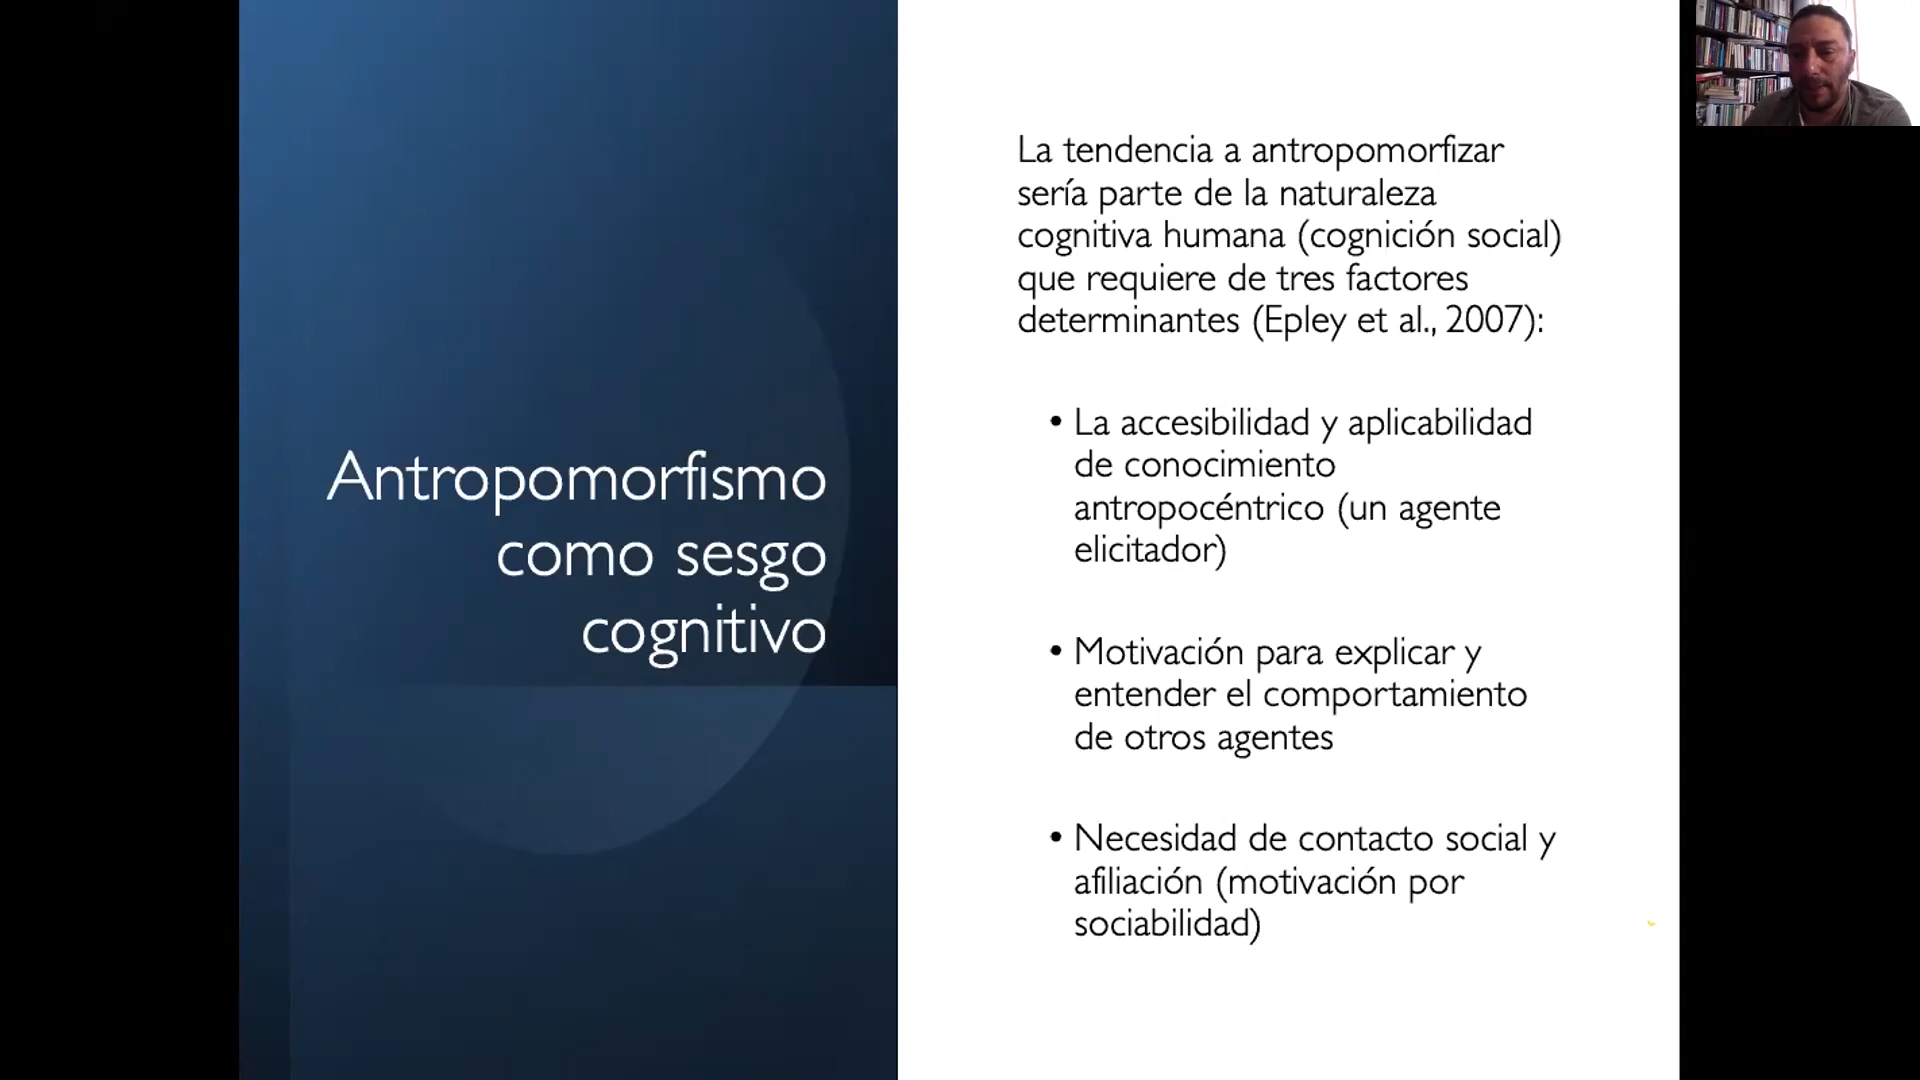 Antropomorfismo
como sesgo
cognitivo
La tendencia a antropomorfizar
sería parte de la naturaleza
cognitiva humana (cognición social)
que requiere de tres factores
determinantes (Epley et al., 2007):
• La accesibilidad y aplicabilidad
de conocimiento
antropocéntrico (un agente
elicitador)
• Motivación para explicar y
entender el comportamiento
de otros agentes
• Necesidad de contacto social y
afiliación (motivación por
sociabilidad)